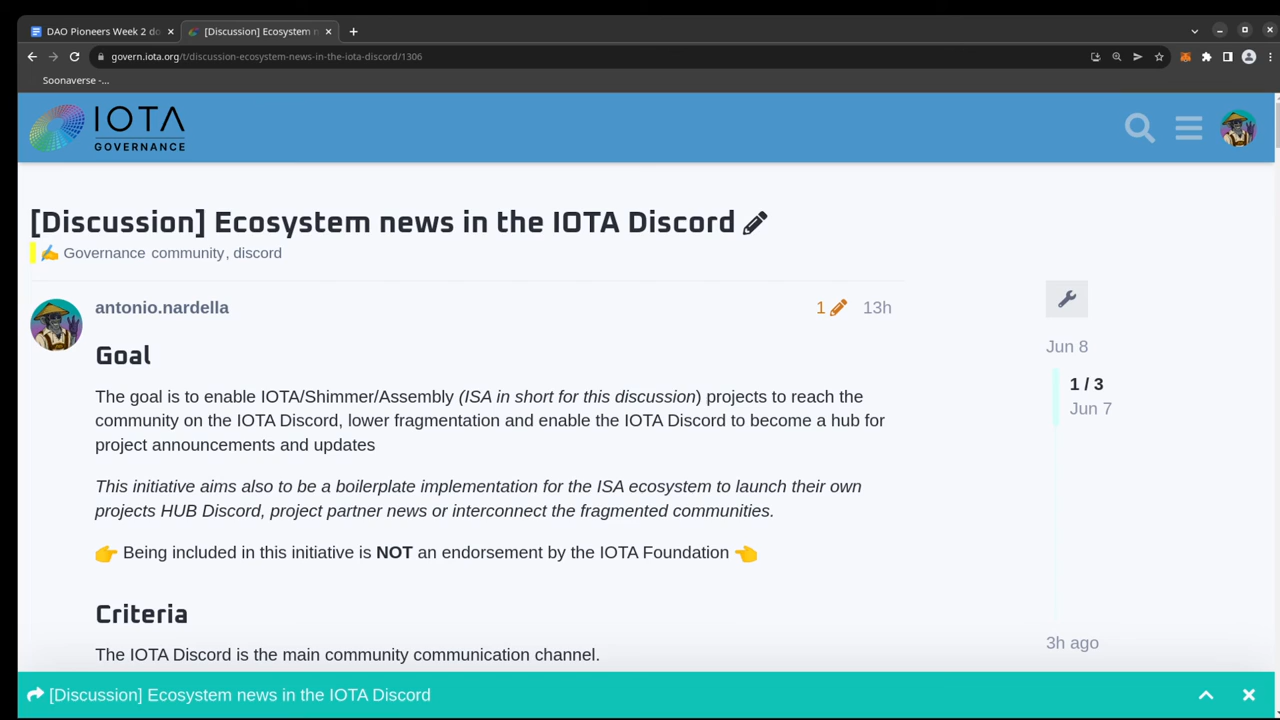 DAO Pioneers Week 2 do
[Discussion] Ecosystem n
govern.iota.org/t/discussion-ecosystem-news-in-the-iota-discord/1306
Soonaverse -...
IOTA
GOVERNANCE
[Discussion] Ecosystem news in the IOTA Discord
Governance community, discord
antonio.nardella
1 13h
Goal
Jun 8
The goal is to enable IOTA/Shimmer/Assembly (ISA in short for this discussion) projects to reach the
community on the IOTA Discord, lower fragmentation and enable the IOTA Discord to become a hub for
project announcements and updates
1 / 3
Jun 7
This initiative aims also to be a boilerplate implementation for the ISA ecosystem to launch their own
projects HUB Discord, project partner news or interconnect the fragmented communities.
👉 Being included in this initiative is NOT an endorsement by the IOTA Foundation 👈
Criteria
The IOTA Discord is the main community communication channel.
3h ago
[Discussion] Ecosystem news in the IOTA Discord